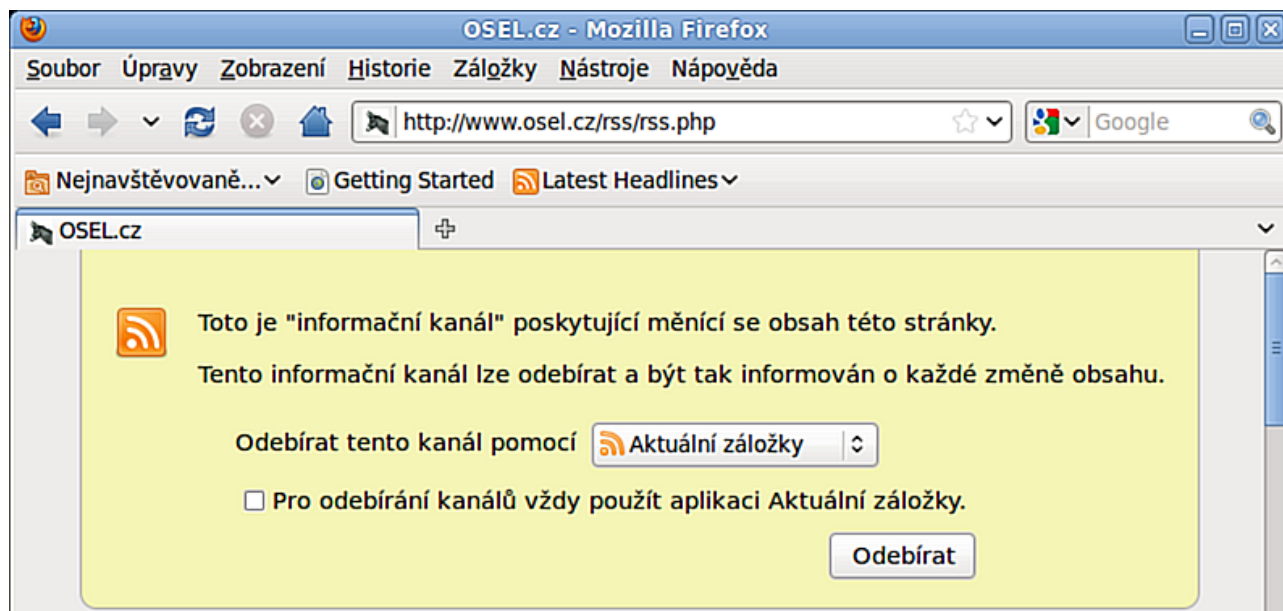 OSEL.cz - Mozilla Firefox
Soubor Úpravy Zobrazení Historie Záložky Nástroje Nápověda
http://www.osel.cz/rss/rss.php Google
Nejnavštěvovaně... Getting Started Latest Headlines
OSEL.cz
Toto je "informační kanál" poskytující měnící se obsah této stránky.
Tento informační kanál lze odebírat a být tak informován o každé změně obsahu.
Odebírat tento kanál pomocí Aktuální záložky
Pro odebírání kanálů vždy použít aplikaci Aktuální záložky.
Odebírat